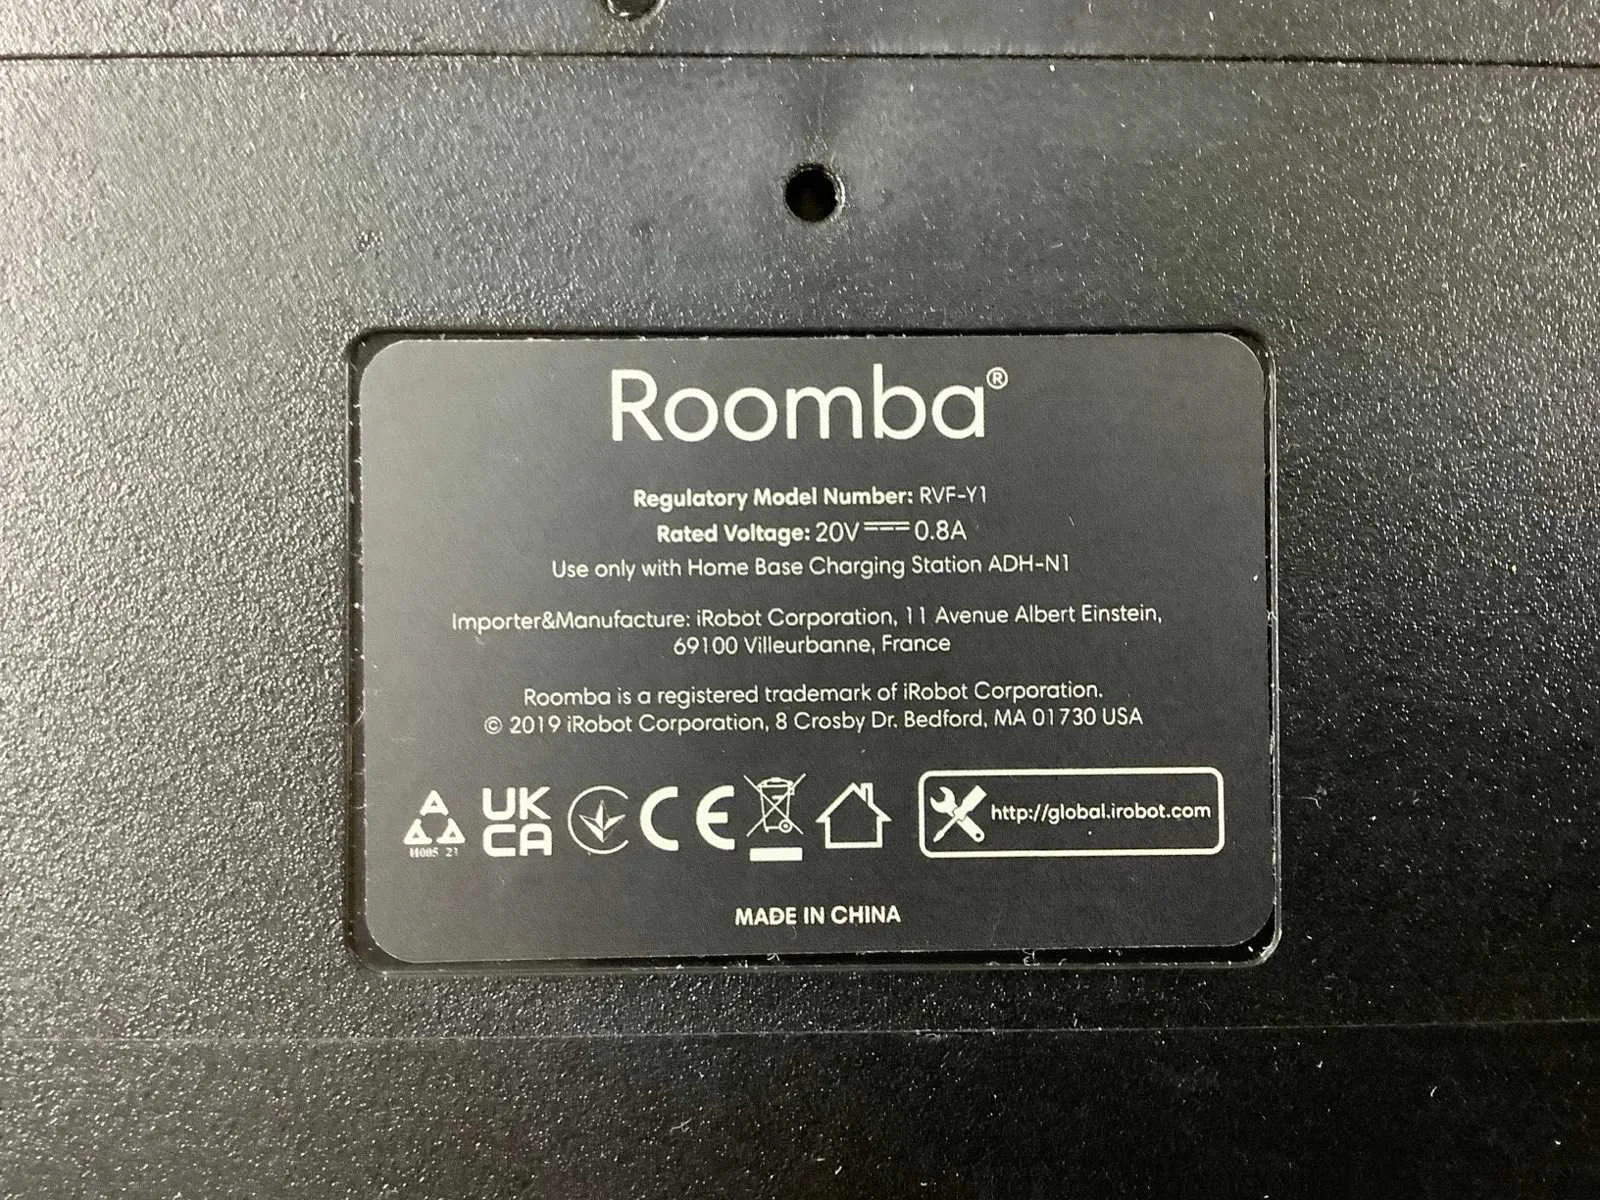 Roomba®
Regulatory Model Number: RVF-Y1
Rated Voltage: 20V⎓0.8A
Use only with Home Base Charging Station ADH-N1
Importer&Manufacture: iRobot Corporation, 11 Avenue Albert Einstein,
69100 Villeurbanne, France
Roomba is a registered trademark of iRobot Corporation.
© 2019 iRobot Corporation, 8 Crosby Dr. Bedford, MA 01730 USA
UK
CA
CE
http://global.irobot.com
MADE IN CHINA